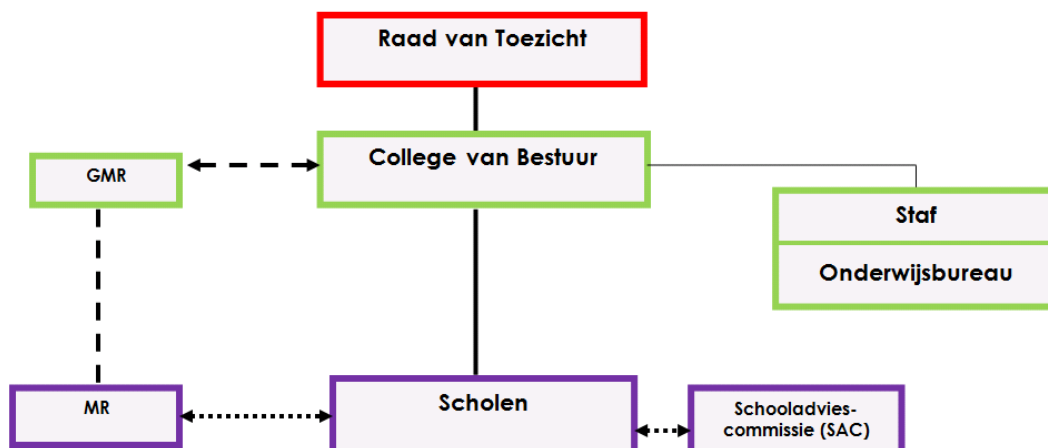 Raad van Toezicht
College van Bestuur
GMR
Staf
Onderwijsbureau
MR
Scholen
Schooladvies-
commissie (SAC)